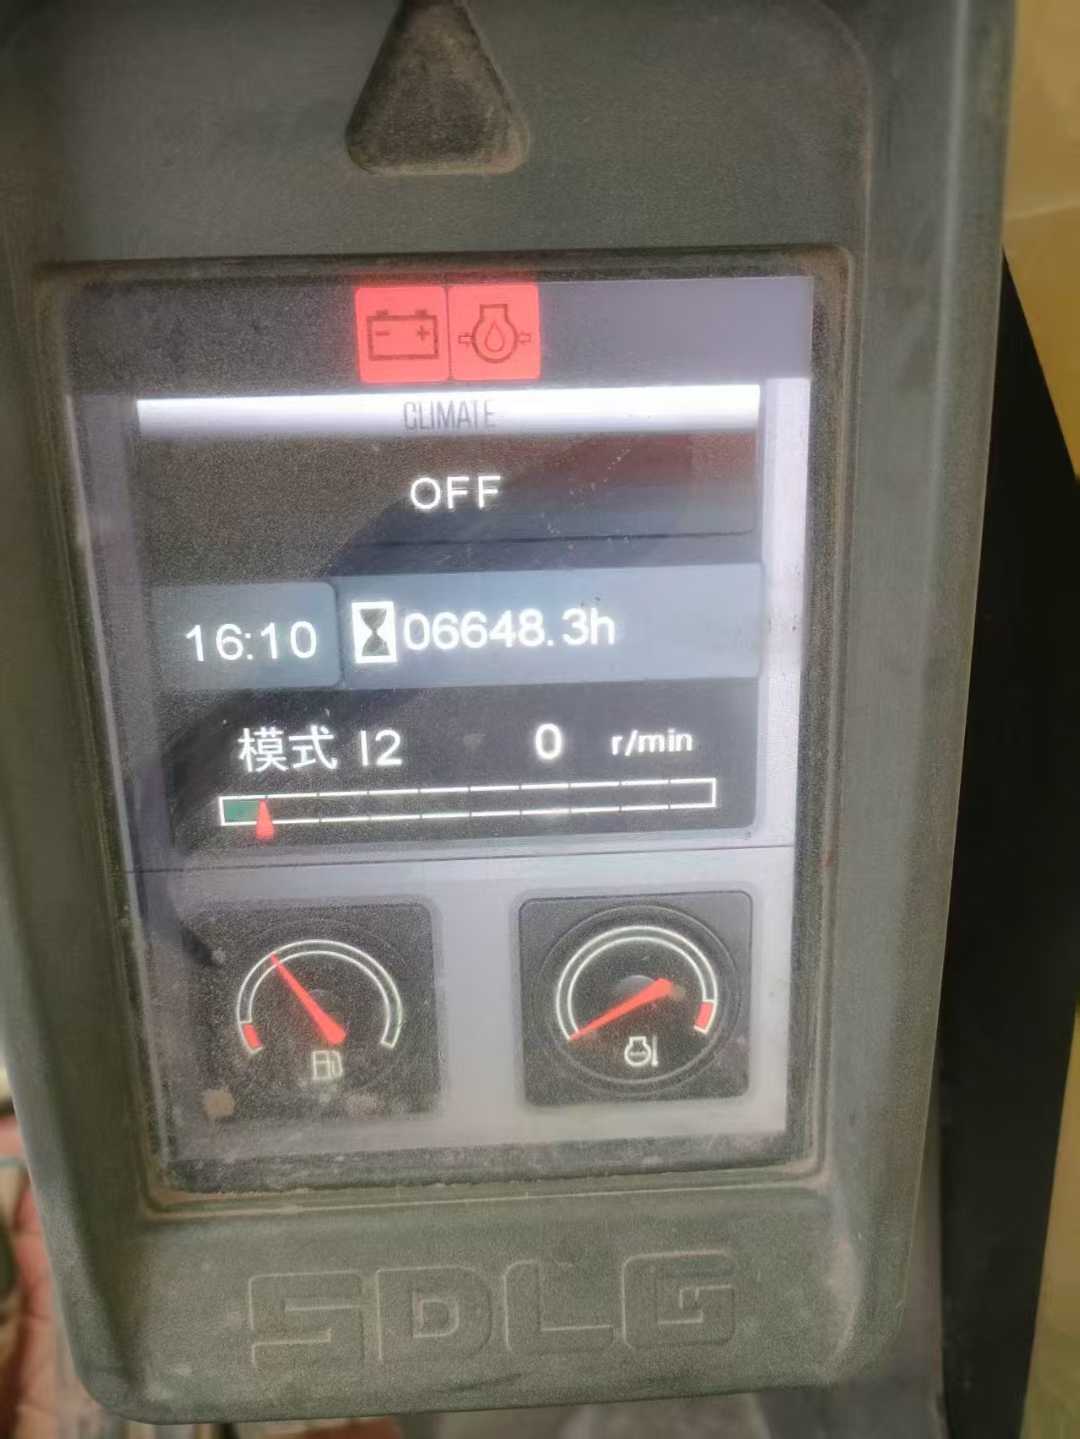 CLIMATE
OFF
16:10 06648.3h
模式 I2 0 r/min
SDLG